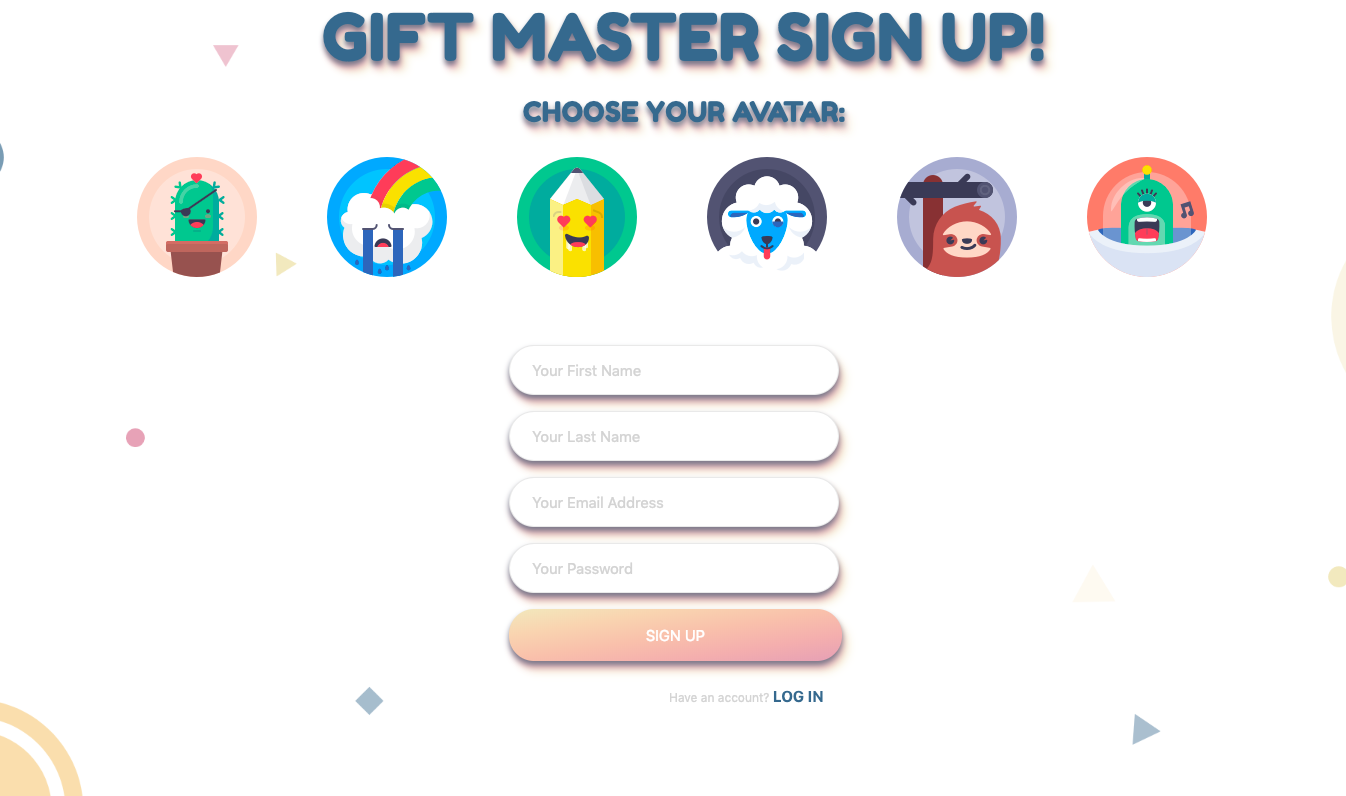 GIFT MASTER SIGN UP!
CHOOSE YOUR AVATAR:
Your First Name
Your Last Name
Your Email Address
Your Password
SIGN UP
Have an account? LOG IN